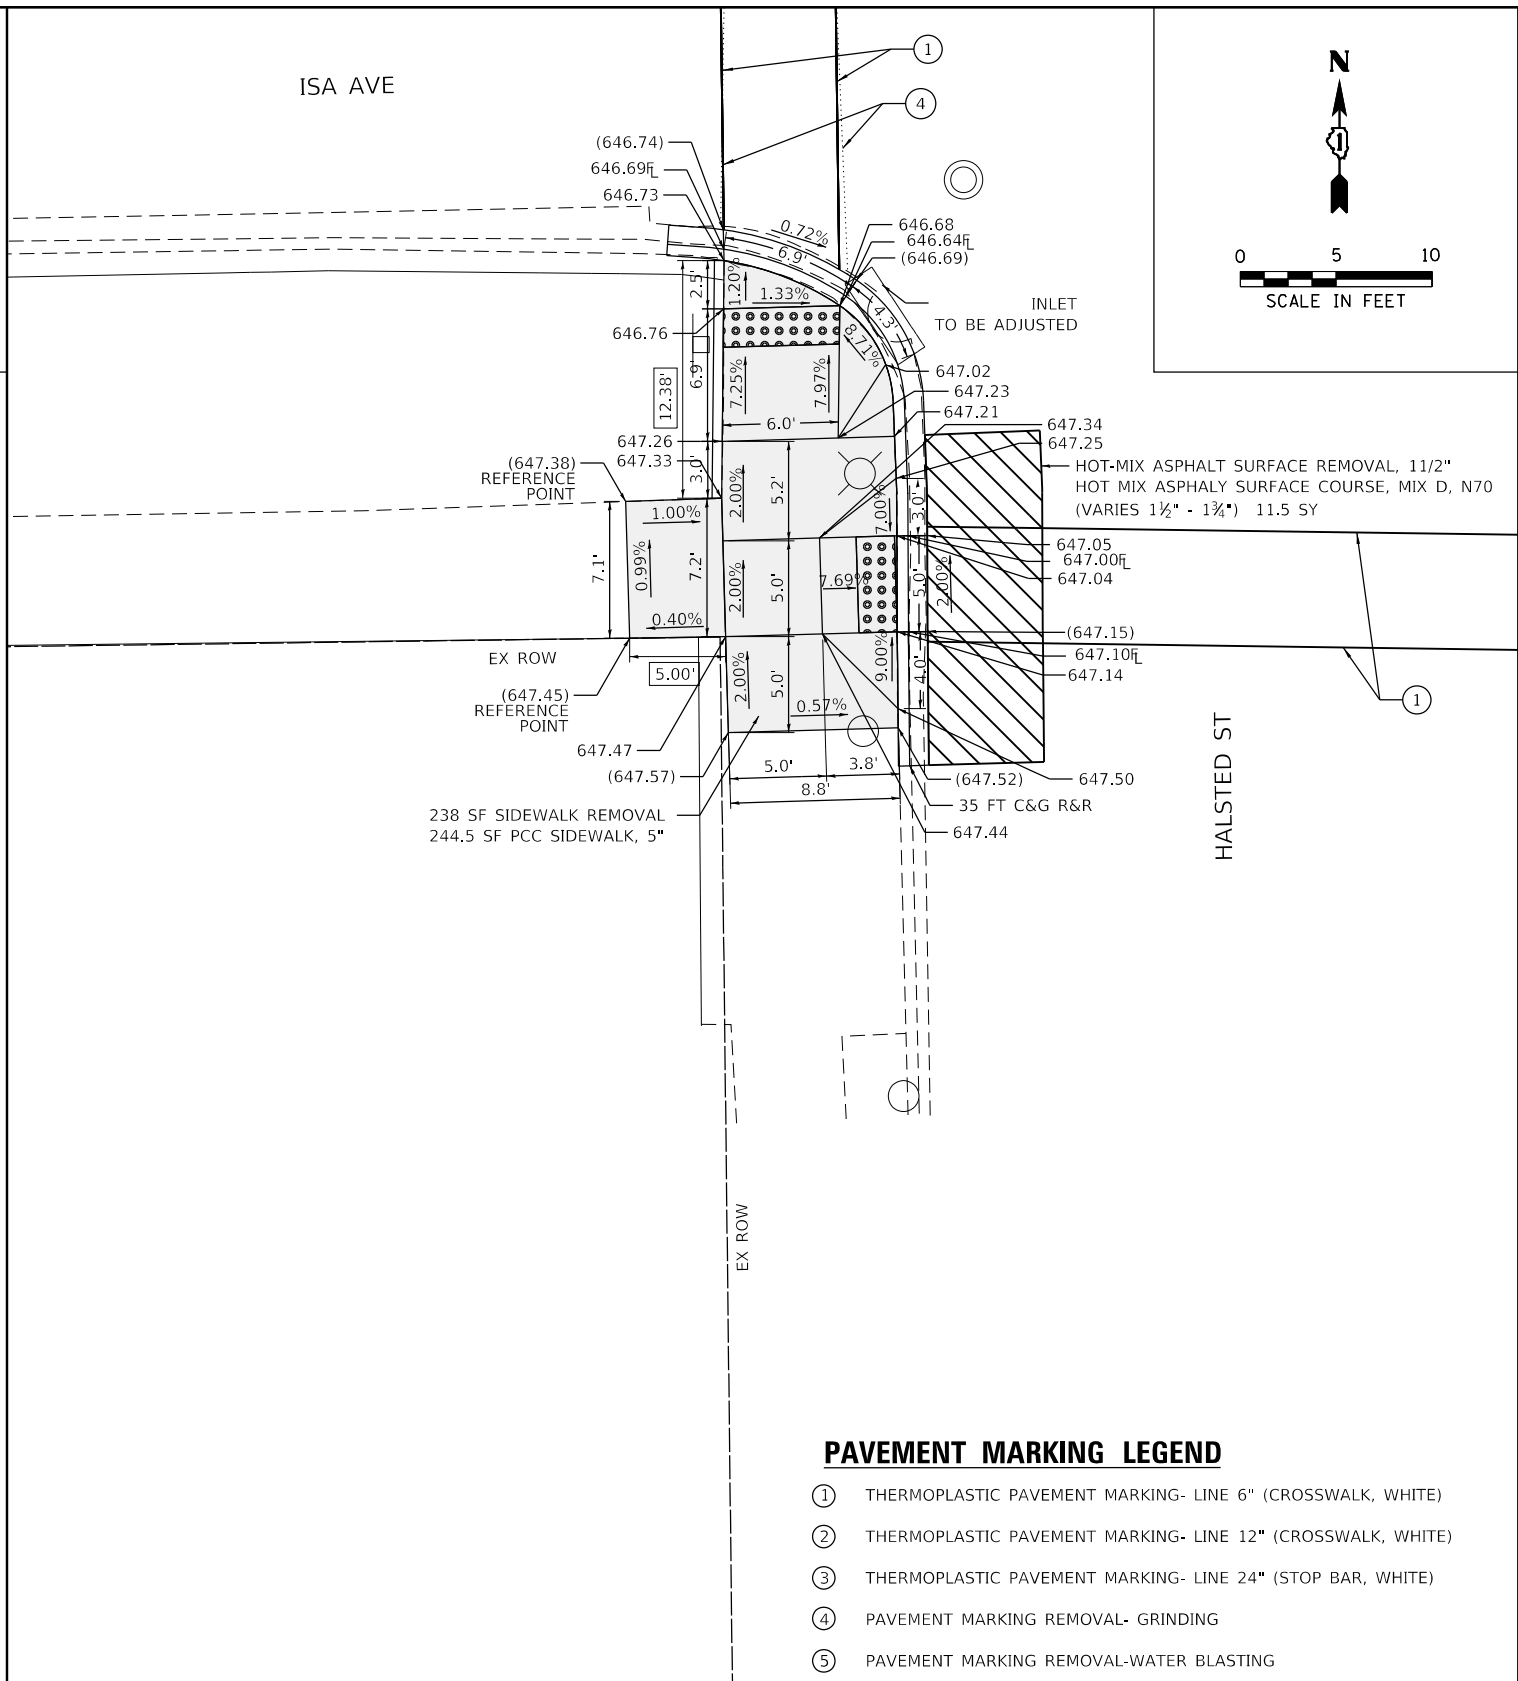 ISA AVE
1
4
N
1
0 5 10
SCALE IN FEET
(646.74)
646.69FL
646.73
0.72%
6.9'
646.68
646.64FL
(646.69)
2.5'
1.20%
1.33%
4.3'
INLET
TO BE ADJUSTED
646.76
8.71%
6.9'
12.38'
7.25%
7.97%
647.02
647.23
647.21
6.0'
647.34
647.25
647.26
647.33
3.0'
(647.38)
REFERENCE
POINT
HOT-MIX ASPHALT SURFACE REMOVAL, 11/2"
HOT MIX ASPHALY SURFACE COURSE, MIX D, N70
(VARIES 1½" - 1¾") 11.5 SY
2.00%
5.2'
7.00%
3.0'
1.00%
7.1'
0.99%
7.2'
0.40%
2.00%
5.0'
7.69%
5.0'
2.00%
647.05
647.00FL
647.04
(647.15)
647.10FL
647.14
EX ROW
5.00'
2.00%
5.0'
9.00%
4.0'
0.57%
(647.45)
REFERENCE
POINT
1
647.47
(647.57)
5.0'
3.8'
8.8'
(647.52)
647.50
35 FT C&G R&R
647.44
238 SF SIDEWALK REMOVAL
244.5 SF PCC SIDEWALK, 5"
HALSTED ST
EX ROW
PAVEMENT MARKING LEGEND
1 THERMOPLASTIC PAVEMENT MARKING- LINE 6" (CROSSWALK, WHITE)
2 THERMOPLASTIC PAVEMENT MARKING- LINE 12" (CROSSWALK, WHITE)
3 THERMOPLASTIC PAVEMENT MARKING- LINE 24" (STOP BAR, WHITE)
4 PAVEMENT MARKING REMOVAL- GRINDING
5 PAVEMENT MARKING REMOVAL-WATER BLASTING